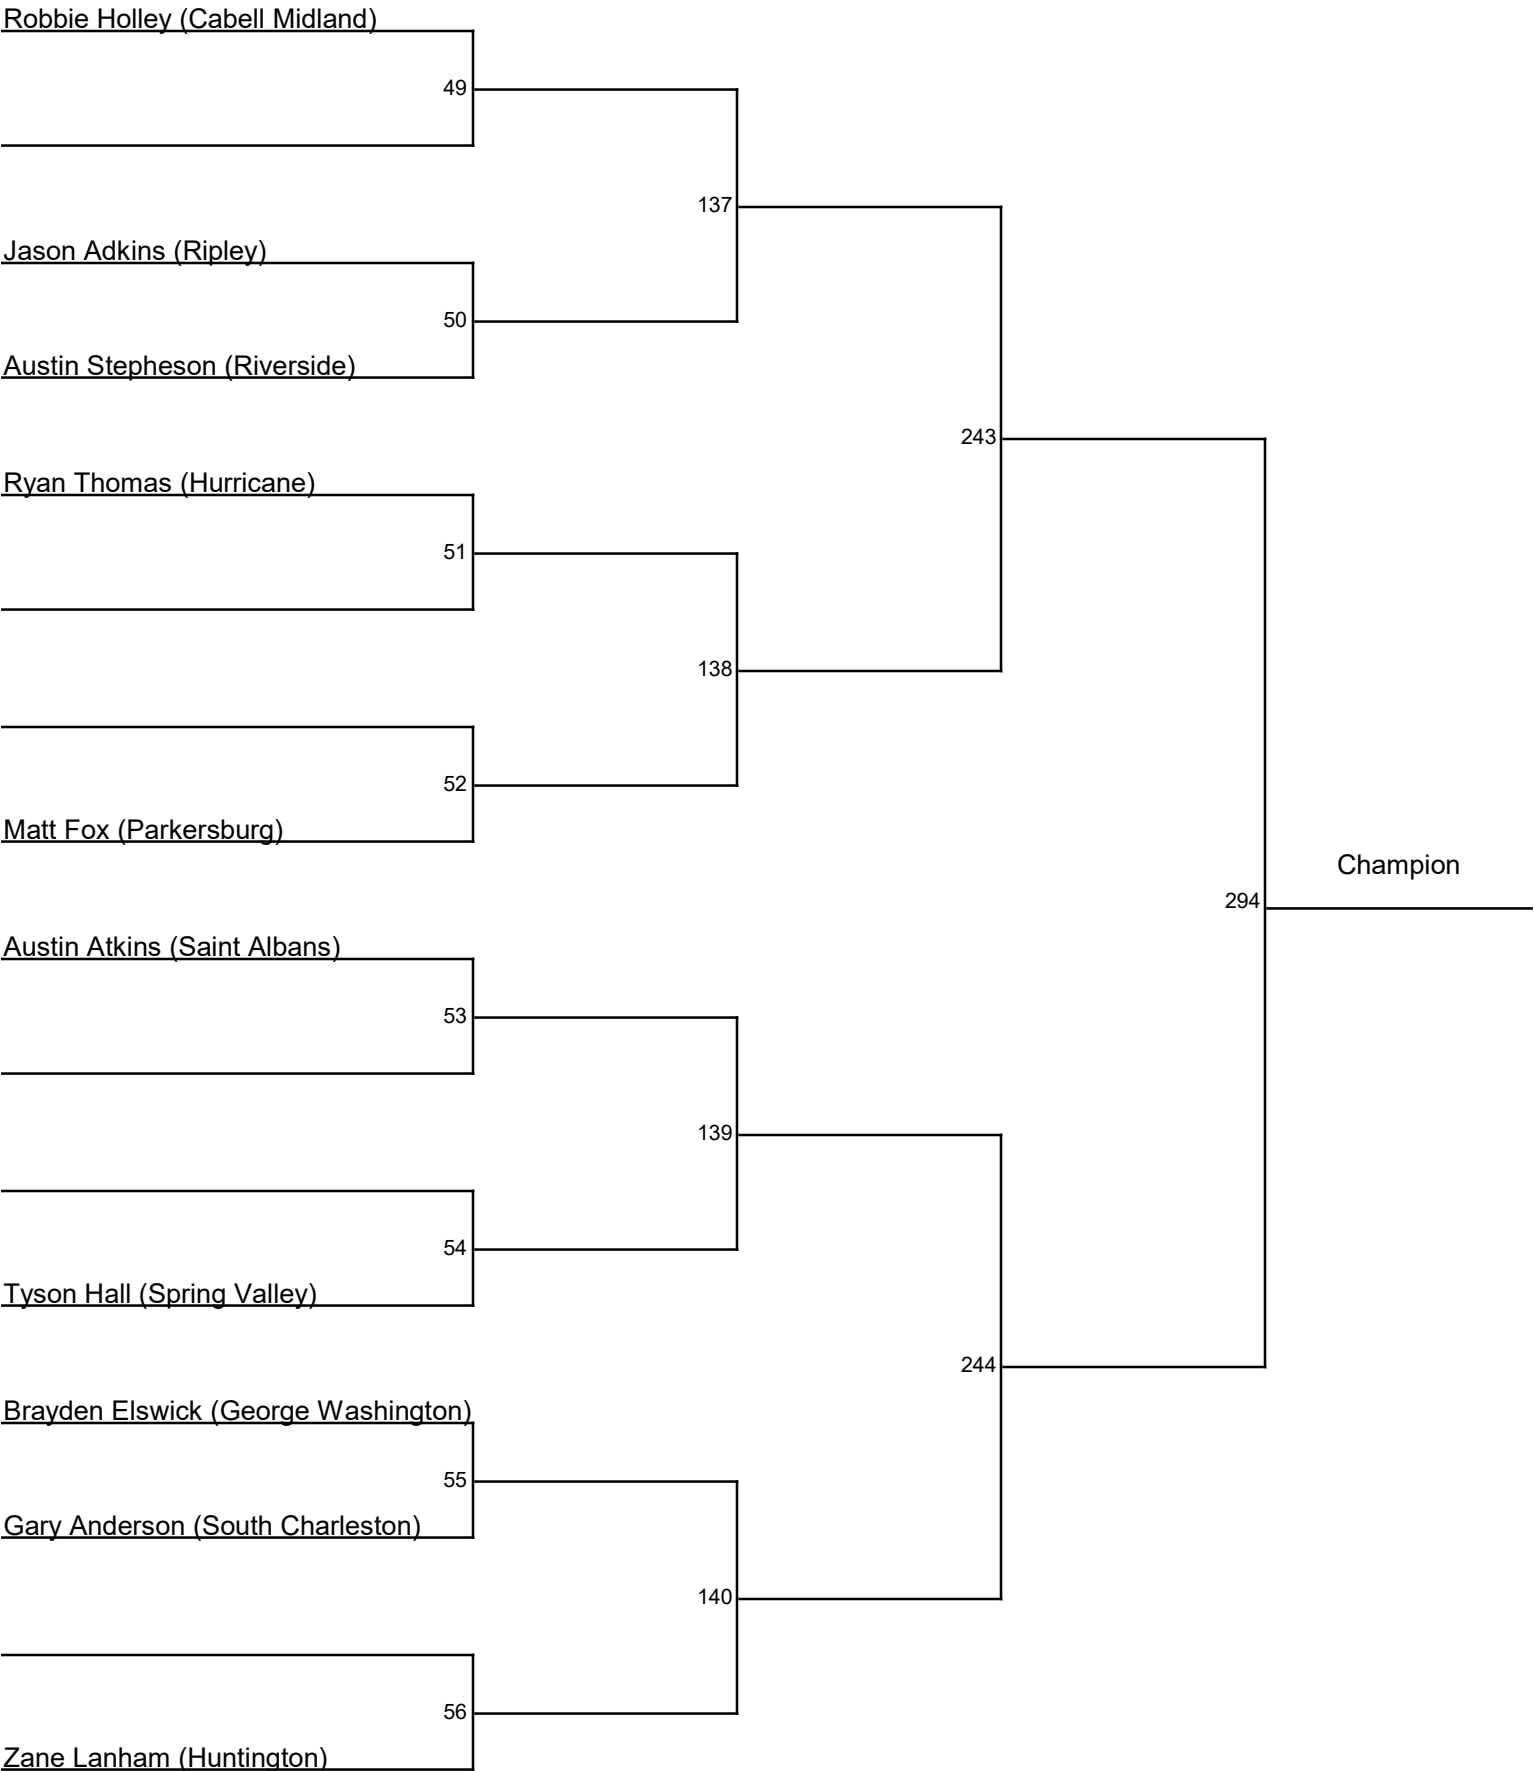 Robbie Holley (Cabell Midland)
49
137
Jason Adkins (Ripley)
50
Austin Stepheson (Riverside)
243
Ryan Thomas (Hurricane)
51
138
52
Matt Fox (Parkersburg)
Champion
294
Austin Atkins (Saint Albans)
53
139
54
Tyson Hall (Spring Valley)
244
Brayden Elswick (George Washington)
55
Gary Anderson (South Charleston)
140
56
Zane Lanham (Huntington)